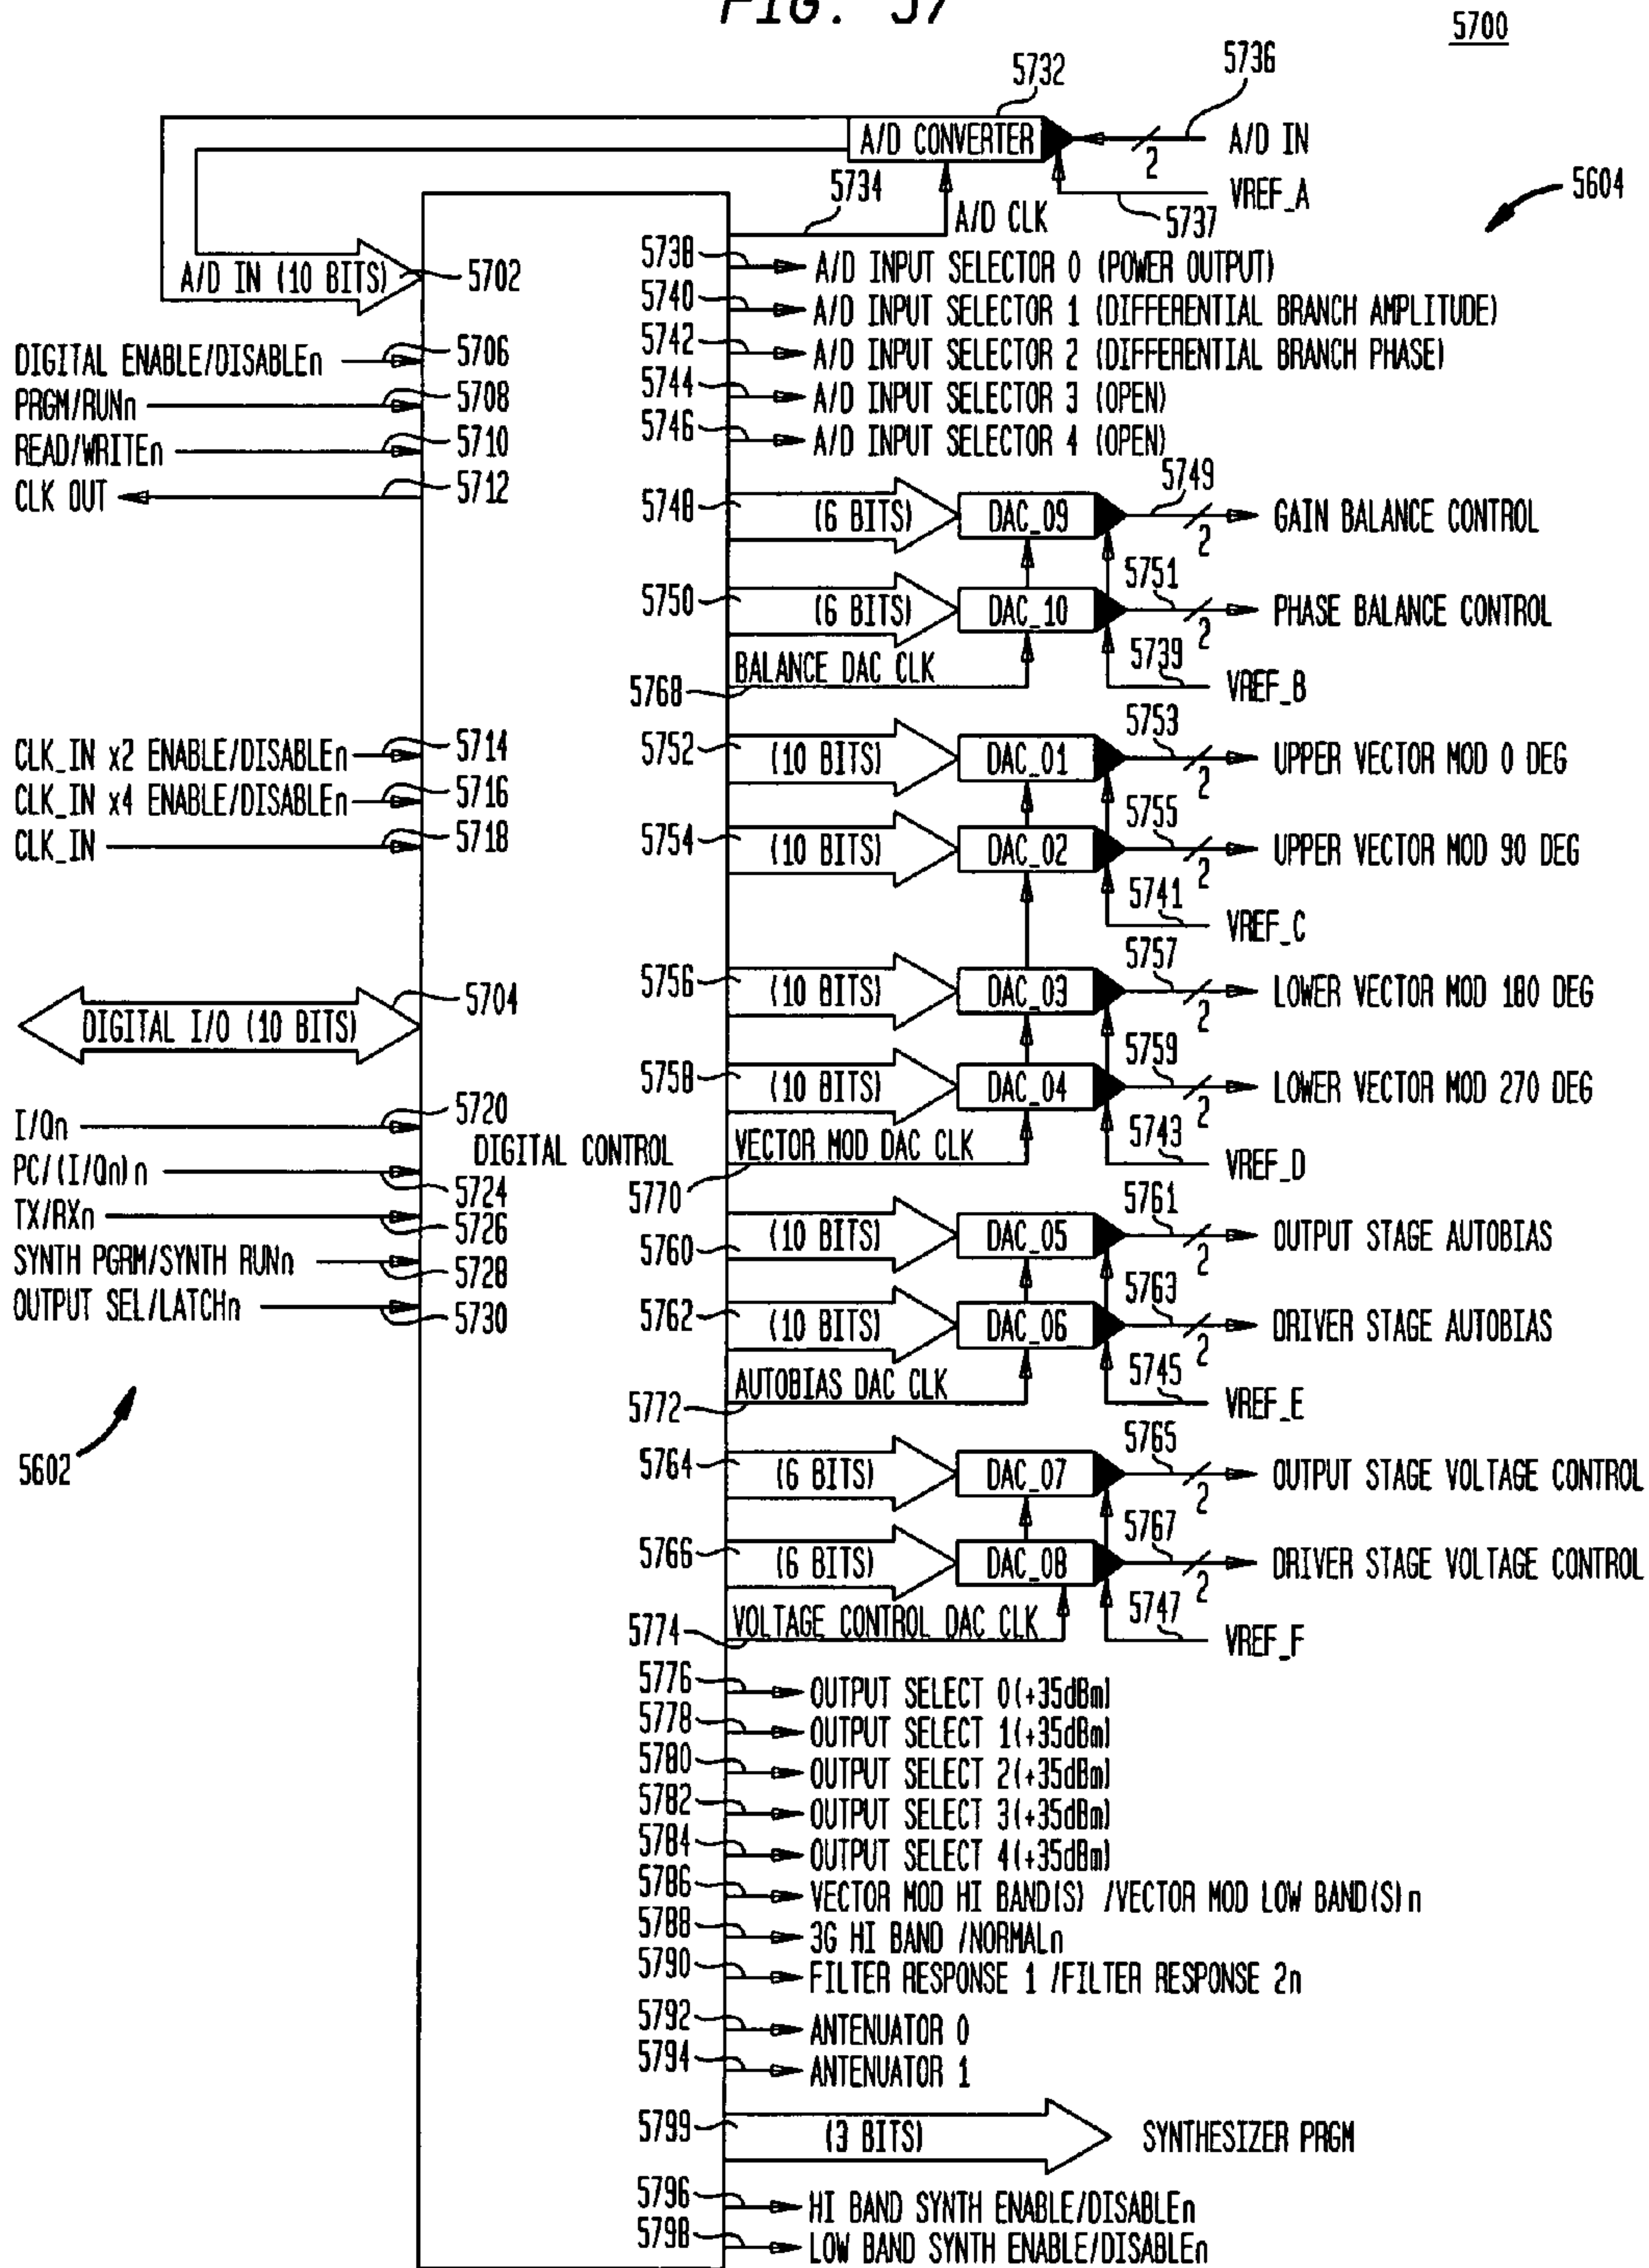 FIG. 57
5700
5732
5736
A/D CONVERTER
2
A/D IN
VREF_A
5737
5604
5734
A/D CLK
A/D IN (10 BITS)
5702
5738
A/D INPUT SELECTOR 0 (POWER OUTPUT)
5740
A/D INPUT SELECTOR 1 (DIFFERENTIAL BRANCH AMPLITUDE)
5742
A/D INPUT SELECTOR 2 (DIFFERENTIAL BRANCH PHASE)
5744
A/D INPUT SELECTOR 3 (OPEN)
5746
A/D INPUT SELECTOR 4 (OPEN)
DIGITAL ENABLE/DISABLEn
5706
PRGM/RUNn
5708
READ/WRITEn
5710
CLK OUT
5712
5748
(6 BITS)
DAC_09
5749
2
GAIN BALANCE CONTROL
5750
(6 BITS)
DAC_10
5751
2
PHASE BALANCE CONTROL
5768
BALANCE DAC CLK
5739
VREF_B
CLK_IN x2 ENABLE/DISABLEn
5714
CLK_IN x4 ENABLE/DISABLEn
5716
CLK_IN
5718
5752
(10 BITS)
DAC_01
5753
2
UPPER VECTOR MOD 0 DEG
5754
(10 BITS)
DAC_02
5755
2
UPPER VECTOR MOD 90 DEG
5741
VREF_C
5756
(10 BITS)
DAC_03
5757
2
LOWER VECTOR MOD 180 DEG
5704
DIGITAL I/O (10 BITS)
5758
(10 BITS)
DAC_04
5759
2
LOWER VECTOR MOD 270 DEG
I/Qn
5720
DIGITAL CONTROL
VECTOR MOD DAC CLK
5770
5743
VREF_D
PC/(I/Qn)n
5724
TX/RXn
5726
SYNTH PGRM/SYNTH RUNn
5728
OUTPUT SEL/LATCHn
5730
5760
(10 BITS)
DAC_05
5761
2
OUTPUT STAGE AUTOBIAS
5762
(10 BITS)
DAC_06
5763
2
DRIVER STAGE AUTOBIAS
5772
AUTOBIAS DAC CLK
5745
VREF_E
5602
5764
(6 BITS)
DAC_07
5765
2
OUTPUT STAGE VOLTAGE CONTROL
5766
(6 BITS)
DAC_08
5767
2
DRIVER STAGE VOLTAGE CONTROL
5774
VOLTAGE CONTROL DAC CLK
5747
VREF_F
5776
OUTPUT SELECT 0(+35dBm)
5778
OUTPUT SELECT 1(+35dBm)
5780
OUTPUT SELECT 2(+35dBm)
5782
OUTPUT SELECT 3(+35dBm)
5784
OUTPUT SELECT 4(+35dBm)
5786
VECTOR MOD HI BAND(S) /VECTOR MOD LOW BAND(S)n
5788
3G HI BAND /NORMALn
5790
FILTER RESPONSE 1 /FILTER RESPONSE 2n
5792
ANTENUATOR 0
5794
ANTENUATOR 1
5799
(3 BITS)
SYNTHESIZER PRGM
5796
HI BAND SYNTH ENABLE/DISABLEn
5798
LOW BAND SYNTH ENABLE/DISABLEn